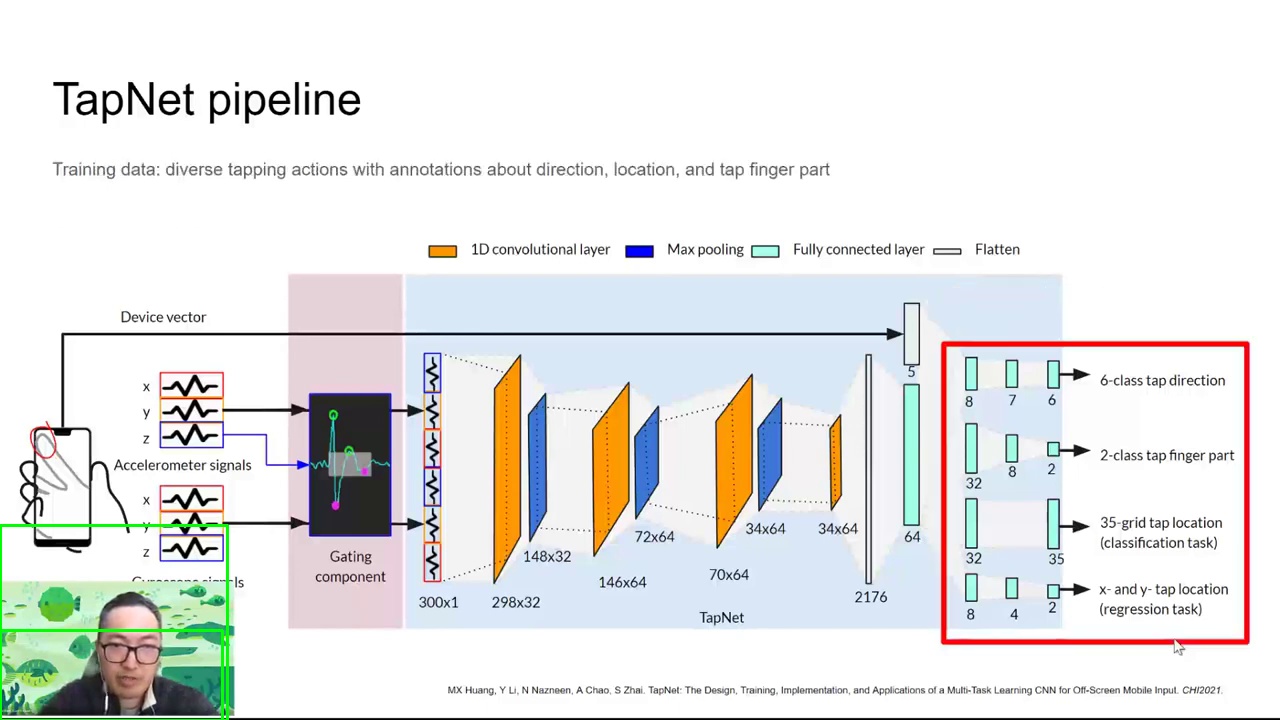 TapNet pipeline
Training data: diverse tapping actions with annotations about direction, location, and tap finger part
1D convolutional layer
Max pooling
Fully connected layer
Flatten
Device vector
x
y
z
Accelerometer signals
x
y
z
Gating
component
300x1
298x32
148x32
146x64
72x64
70x64
34x64
34x64
2176
TapNet
5
64
8 7 6
6-class tap direction
32 8 2
2-class tap finger part
32 35
35-grid tap location
(classification task)
8 4 2
x- and y- tap location
(regression task)
MX Huang, Y Li, N Nazneen, A Chao, S Zhai. TapNet: The Design, Training, Implementation, and Applications of a Multi-Task Learning CNN for Off-Screen Mobile Input. CHI2021.